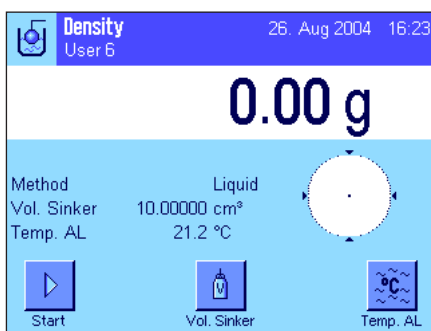 Density 26. Aug 2004 16:23
User 6
0.00 g
Method Liquid
Vol. Sinker 10.00000 cm³
Temp. AL 21.2 °C
V °C
Start Vol. Sinker Temp. AL